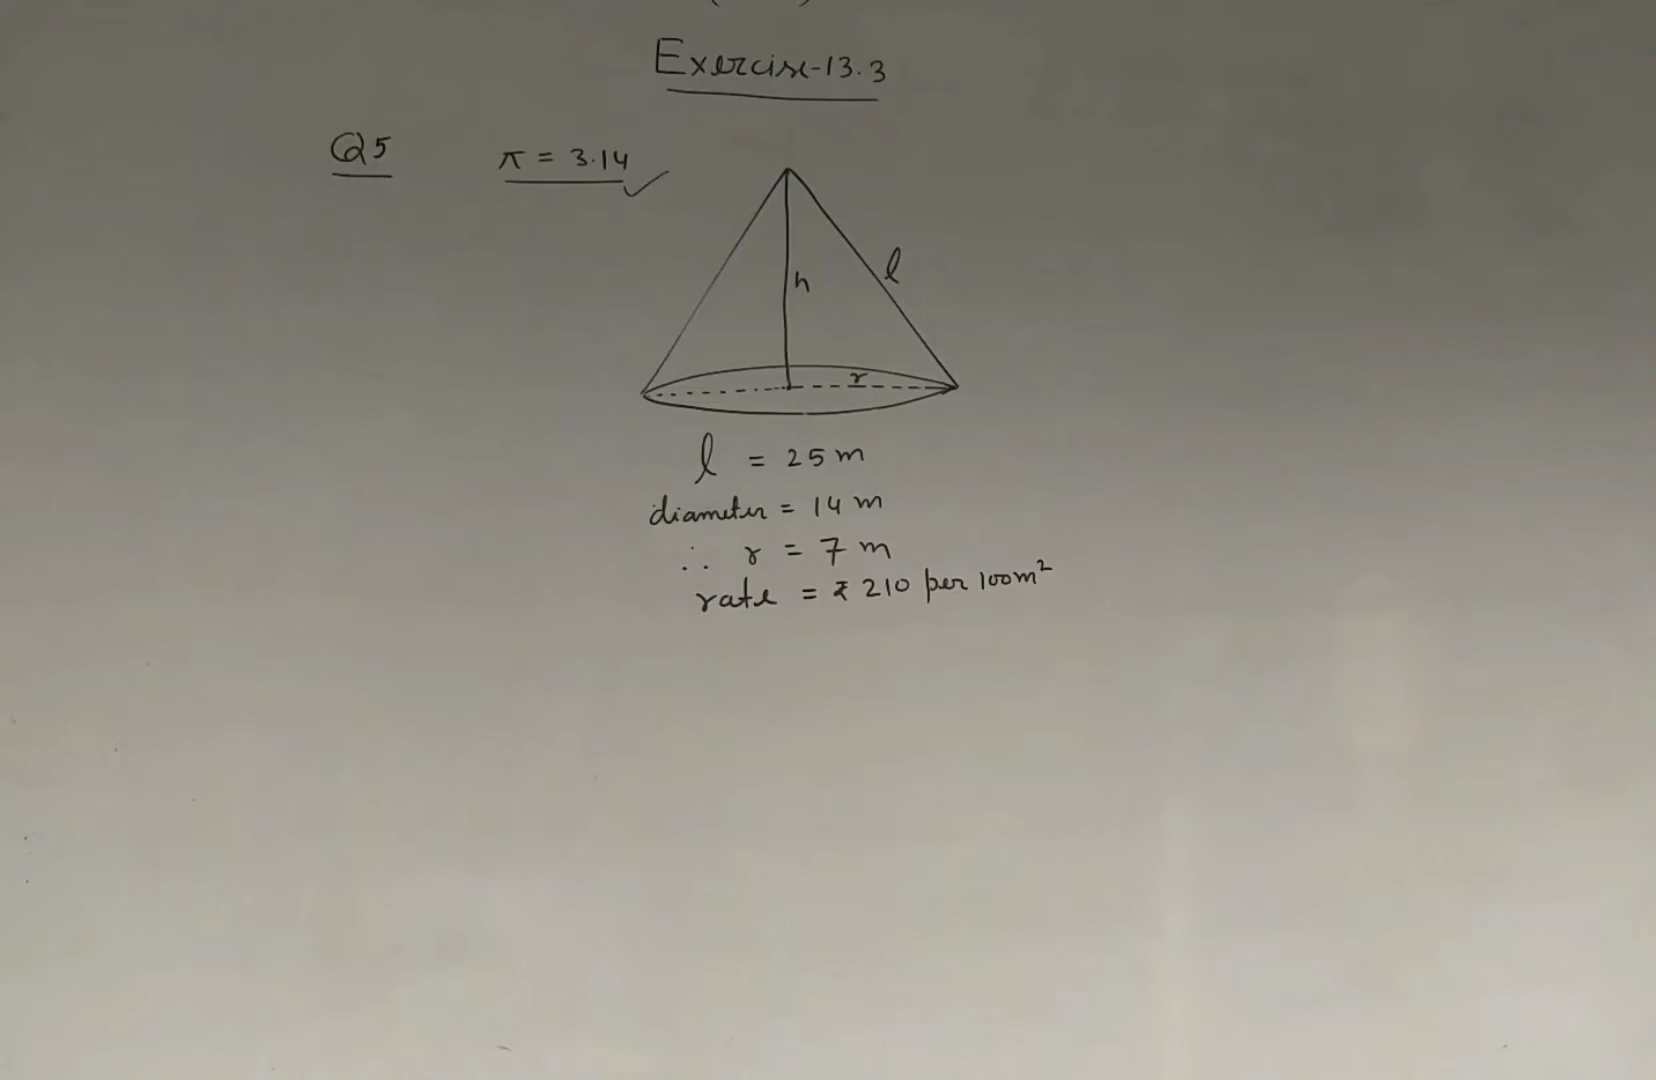 Exercise-13.3
Q5
π = 3.14
h
l
r
l = 25 m
diameter = 14 m
∴ r = 7 m
rate = ₹ 210 per 100m²